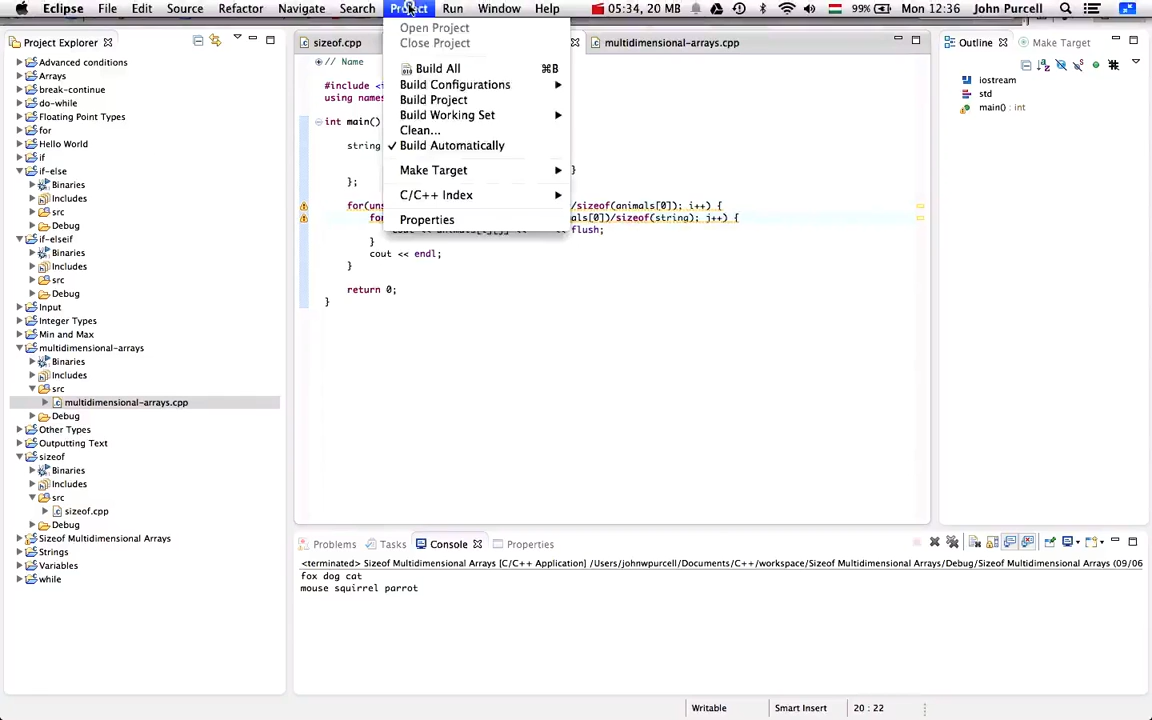 Eclipse File Edit Source Refactor Navigate Search Project Run Window Help 05:34, 20 MB 99% Mon 12:36 John Purcell
Project Explorer
Advanced conditions
Arrays
break-continue
do-while
Floating Point Types
for
Hello World
if
if-else
Binaries
Includes
src
Debug
if-elseif
Binaries
Includes
src
Debug
Input
Integer Types
Min and Max
multidimensional-arrays
Binaries
Includes
src
multidimensional-arrays.cpp
Debug
Other Types
Outputting Text
sizeof
Binaries
Includes
src
sizeof.cpp
Debug
Sizeof Multidimensional Arrays
Strings
Variables
while
sizeof.cpp
multidimensional-arrays.cpp
// Name
#include
using
int main()
string
}
};
/sizeof(animals[0]); i++) {
/sizeof(string); j++) {
flush;
}
cout << endl;
}
return 0;
}
Open Project
Close Project
Build All ⌘B
Build Configurations
Build Project
Build Working Set
Clean...
✓ Build Automatically
Make Target
C/C++ Index
Properties
Outline
Make Target
iostream
std
main() : int
Problems Tasks Console Properties
<terminated> Sizeof Multidimensional Arrays [C/C++ Application] /Users/johnwpurcell/Documents/C++/workspace/Sizeof Multidimensional Arrays/Debug/Sizeof Multidimensional Arrays (09/06
fox dog cat
mouse squirrel parrot
Writable Smart Insert 20 : 22